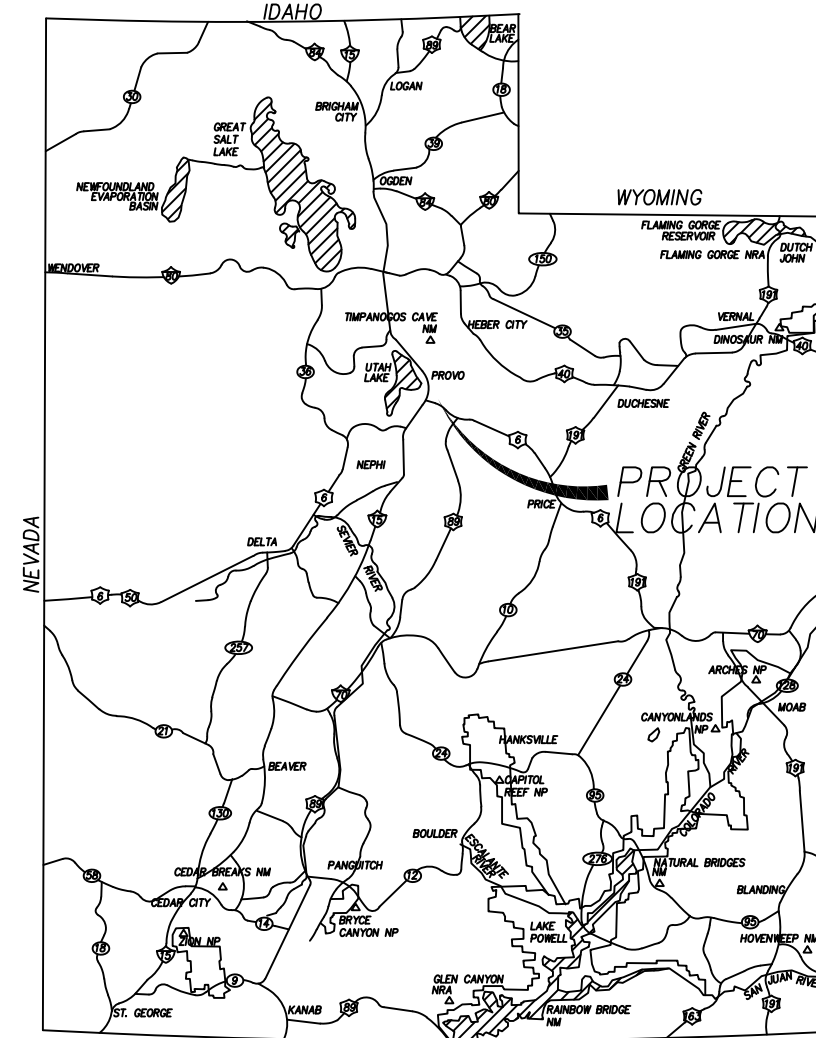 IDAHO
BEAR
LAKE
84
15
89
30
LOGAN
18
BRIGHAM
CITY
GREAT
SALT
LAKE
39
OGDEN
NEWFOUNDLAND
EVAPORATION
BASIN
84
80
WYOMING
FLAMING GORGE
RESERVOIR
DUTCH
JOHN
FLAMING GORGE NRA
150
WENDOVER
80
191
TIMPANOGOS CAVE
NM
HEBER CITY
35
VERNAL
DINOSAUR NM
40
UTAH
LAKE
PROVO
36
40
DUCHESNE
6
191
GREEN RIVER
NEPHI
PROJECT
LOCATION
6
PRICE
15
89
6
NEVADA
DELTA
SEVIER
RIVER
191
6
50
10
257
70
24
ARCHES NP
128
70
MOAB
CANYONLANDS
NP
21
24
HANKSVILLE
RIVER
COLORADO
BEAVER
191
CAPITOL
REEF NP
95
89
130
BOULDER
ESCALANTE
RIVER
276
NATURAL BRIDGES
NM
58
CEDAR BREAKS NM
PANGUITCH
12
BLANDING
CEDAR CITY
14
BRYCE
CANYON NP
LAKE
POWELL
95
18
ZION NP
HOVENWEEP NM
15
9
GLEN CANYON
NRA
SAN JUAN RIVE
ST. GEORGE
KANAB
89
RAINBOW BRIDGE
NM
163
191